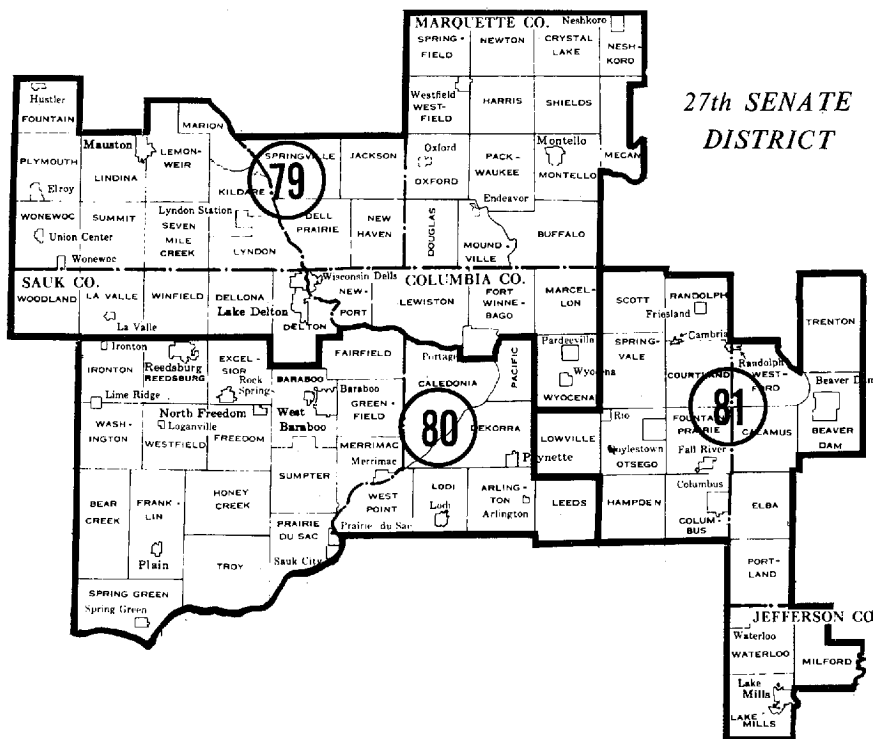 MARQUETTE CO.
Neshkoro
SPRING-
FIELD
NEWTON
CRYSTAL
LAKE
NESH-
KORO
27th SENATE
DISTRICT
Hustler
FOUNTAIN
Westfield
WEST-
FIELD
HARRIS
SHIELDS
MARION
Mauston
LEMON-
WEIR
PLYMOUTH
LINDINA
SPRINGVILLE
JACKSON
Oxford
OXFORD
PACK-
WAUKEE
Montello
MONTELLO
MECAN
79
Elroy
KILDARE
Endeavor
WONEWOC
SUMMIT
Lyndon Station
SEVEN
MILE
CREEK
DELL
PRAIRIE
NEW
HAVEN
DOUGLAS
MOUND-
VILLE
BUFFALO
Union Center
LYNDON
Wonewoc
SAUK CO.
Wisconsin Dells
COLUMBIA CO.
WOODLAND
LA VALLE
WINFIELD
DELLONA
NEW-
PORT
LEWISTON
FORT
WINNE-
BAGO
MARCEL-
LON
SCOTT
RANDOLPH
Friesland
La Valle
Lake Delton
DELTON
TRENTON
Ironton
IRONTON
Reedsburg
REEDSBURG
EXCEL-
SIOR
FAIRFIELD
Portag
PACIFIC
Pardeeville
SPRING-
VALE
Cambria
Randolph
WEST-
FORD
Rock
Spring
BARABOO
Baraboo
CALEDONIA
Wyocena
WYOCENA
COURTLAND
Beaver Dam
Lime Ridge
North Freedom
West
Baraboo
GREEN-
FIELD
80
81
Loganville
WASH-
INGTON
WESTFIELD
FREEDOM
MERRIMAC
Merrimac
DEKORRA
Poynette
LOWVILLE
Rio
Doylestown
OTSEGO
FOUNTAIN
PRAIRIE
Fall River
CALAMUS
BEAVER
DAM
SUMPTER
Columbus
BEAR
CREEK
FRANK-
LIN
HONEY
CREEK
WEST
POINT
LODI
Lodi
ARLING-
TON
Arlington
LEEDS
HAMPDEN
COLUM-
BUS
ELBA
PRAIRIE
DU SAC
Prairie du Sac
Plain
TROY
Sauk City
PORT-
LAND
SPRING GREEN
Spring Green
JEFFERSON CO
Waterloo
WATERLOO
MILFORD
Lake
Mills
LAKE
MILLS